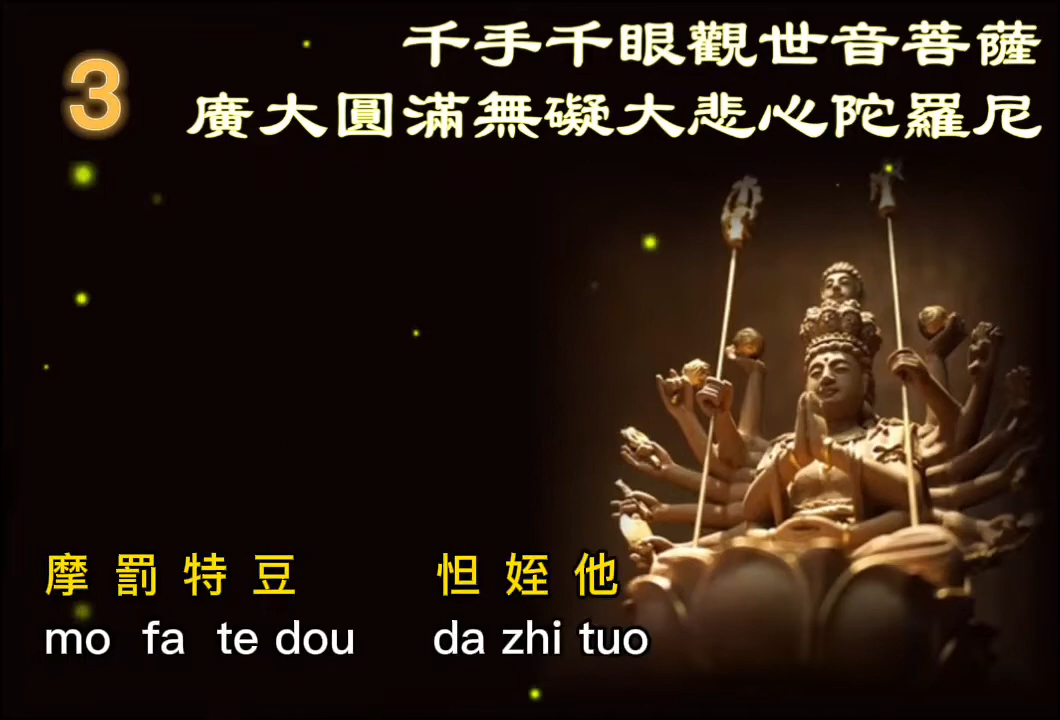 3
千手千眼觀世音菩薩
廣大圓滿無礙大悲心陀羅尼
摩 罰 特 豆 怛 姪 他
mo fa te dou da zhi tuo